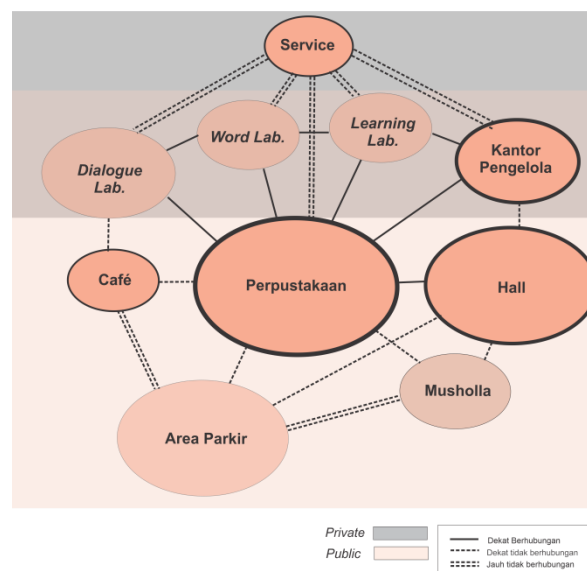 Service
Word Lab.
Learning
Lab.
Dialogue
Lab.
Kantor
Pengelola
Café
Perpustakaan
Hall
Musholla
Area Parkir
Private
Public
Dekat Berhubungan
Dekat tidak berhubungan
Jauh tidak berhubungan